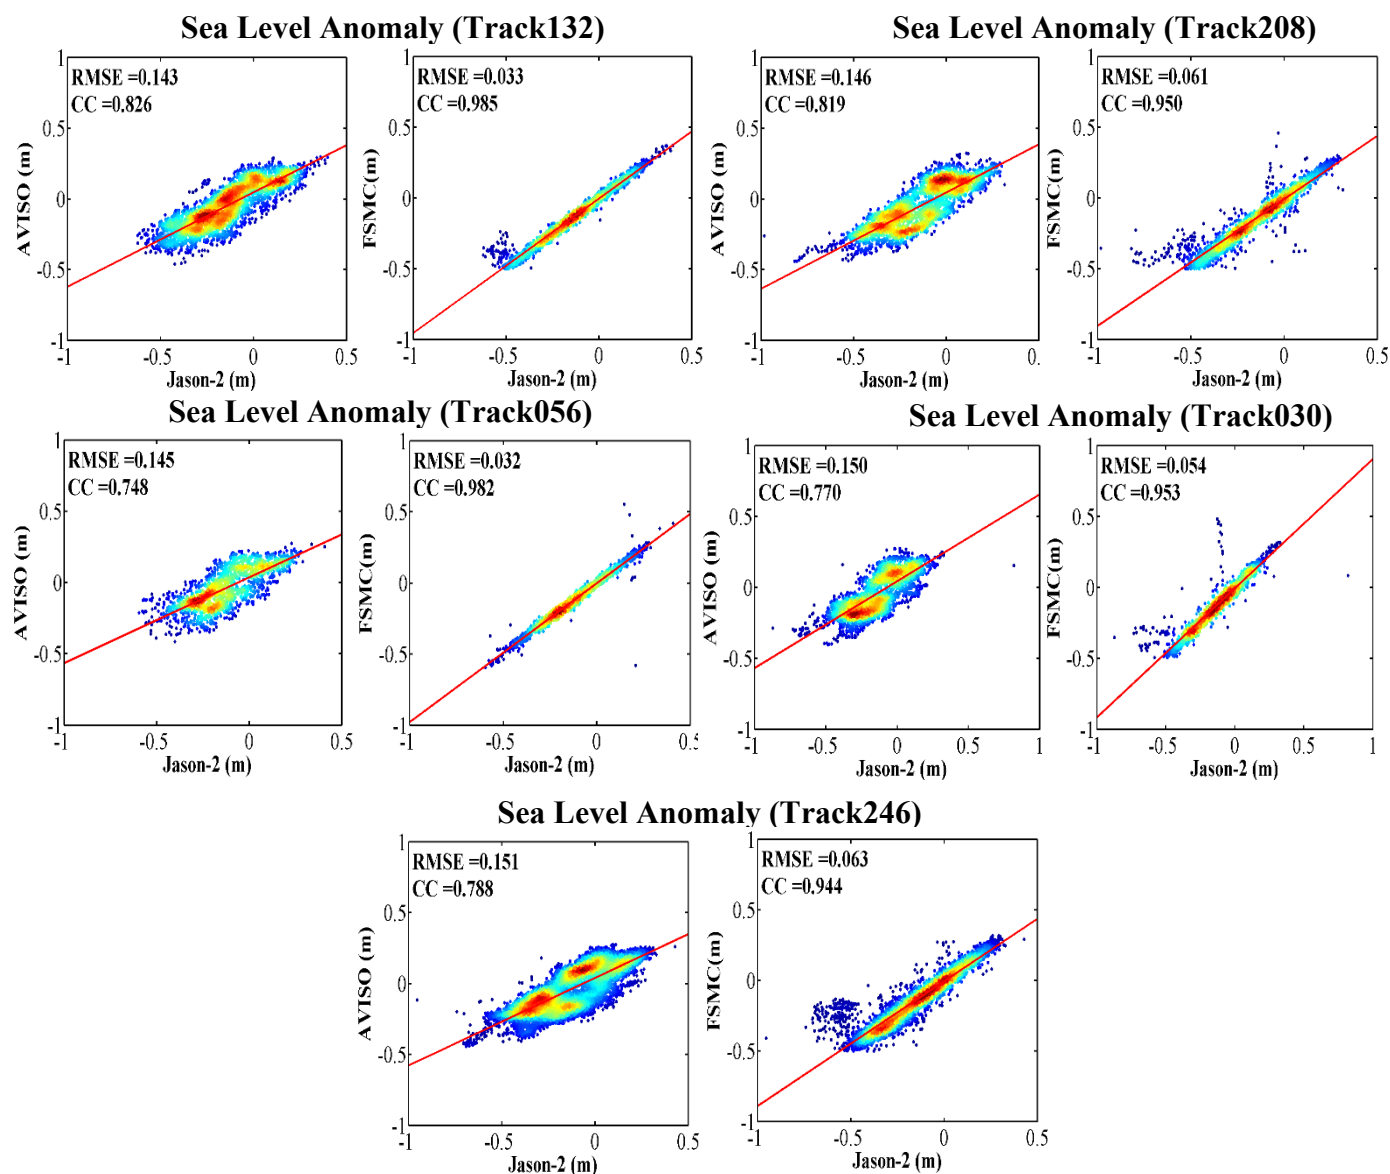 Sea Level Anomaly (Track132)
RMSE =0.143
CC =0.826
1
0.5
0
-0.5
-1
AVISO (m)
-1 -0.5 0 0.5
Jason-2 (m)
RMSE =0.033
CC =0.985
1
0.5
0
-0.5
-1
FSMC(m)
-1 -0.5 0 0.5
Jason-2 (m)
Sea Level Anomaly (Track208)
RMSE =0.146
CC =0.819
1
0.5
0
-0.5
-1
AVISO (m)
-1 -0.5 0 0.
Jason-2 (m)
RMSE =0.061
CC =0.950
1
0.5
0
-0.5
-1
FSMC(m)
-1 -0.5 0 0.5
Jason-2 (m)
Sea Level Anomaly (Track056)
RMSE =0.145
CC =0.748
1
0.5
0
-0.5
-1
AVISO (m)
-1 -0.5 0 0.5
Jason-2 (m)
RMSE =0.032
CC =0.982
1
0.5
0
-0.5
-1
FSMC(m)
-1 -0.5 0 0.5
Jason-2 (m)
Sea Level Anomaly (Track030)
RMSE =0.150
CC =0.770
1
0.5
0
-0.5
-1
AVISO (m)
-1 -0.5 0 0.5 1
Jason-2 (m)
RMSE =0.054
CC =0.953
1
0.5
0
-0.5
-1
FSMC(m)
-1 -0.5 0 0.5 1
Jason-2 (m)
Sea Level Anomaly (Track246)
RMSE =0.151
CC =0.788
1
0.5
0
-0.5
-1
AVISO (m)
-1 -0.5 0 0.5
Jason-2 (m)
RMSE =0.063
CC =0.944
1
0.5
0
-0.5
-1
FSMC(m)
-1 -0.5 0 0.5
Jason-2 (m)